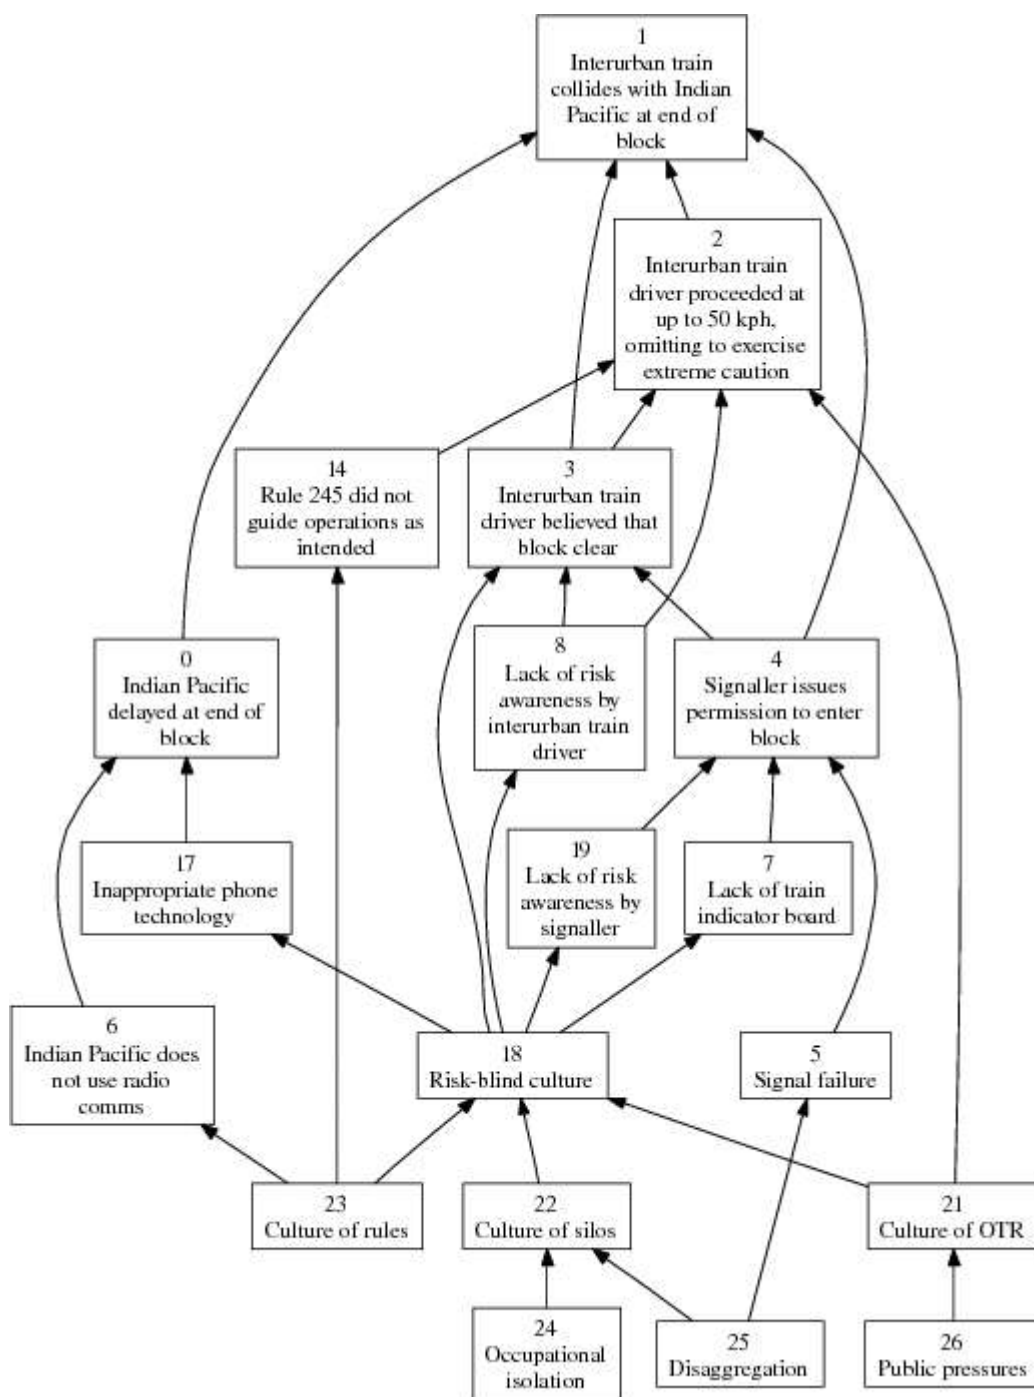 1
Interurban train
collides with Indian
Pacific at end of
block
2
Interurban train
driver proceeded at
up to 50 kph,
omitting to exercise
extreme caution
14
Rule 245 did not
guide operations as
intended
3
Interurban train
driver believed that
block clear
0
Indian Pacific
delayed at end of
block
8
Lack of risk
awareness by
interurban train
driver
4
Signaller issues
permission to enter
block
17
Inappropriate phone
technology
19
Lack of risk
awareness by
signaller
7
Lack of train
indicator board
6
Indian Pacific does
not use radio
comms
18
Risk-blind culture
5
Signal failure
23
Culture of rules
22
Culture of silos
21
Culture of OTR
24
Occupational
isolation
25
Disaggregation
26
Public pressures